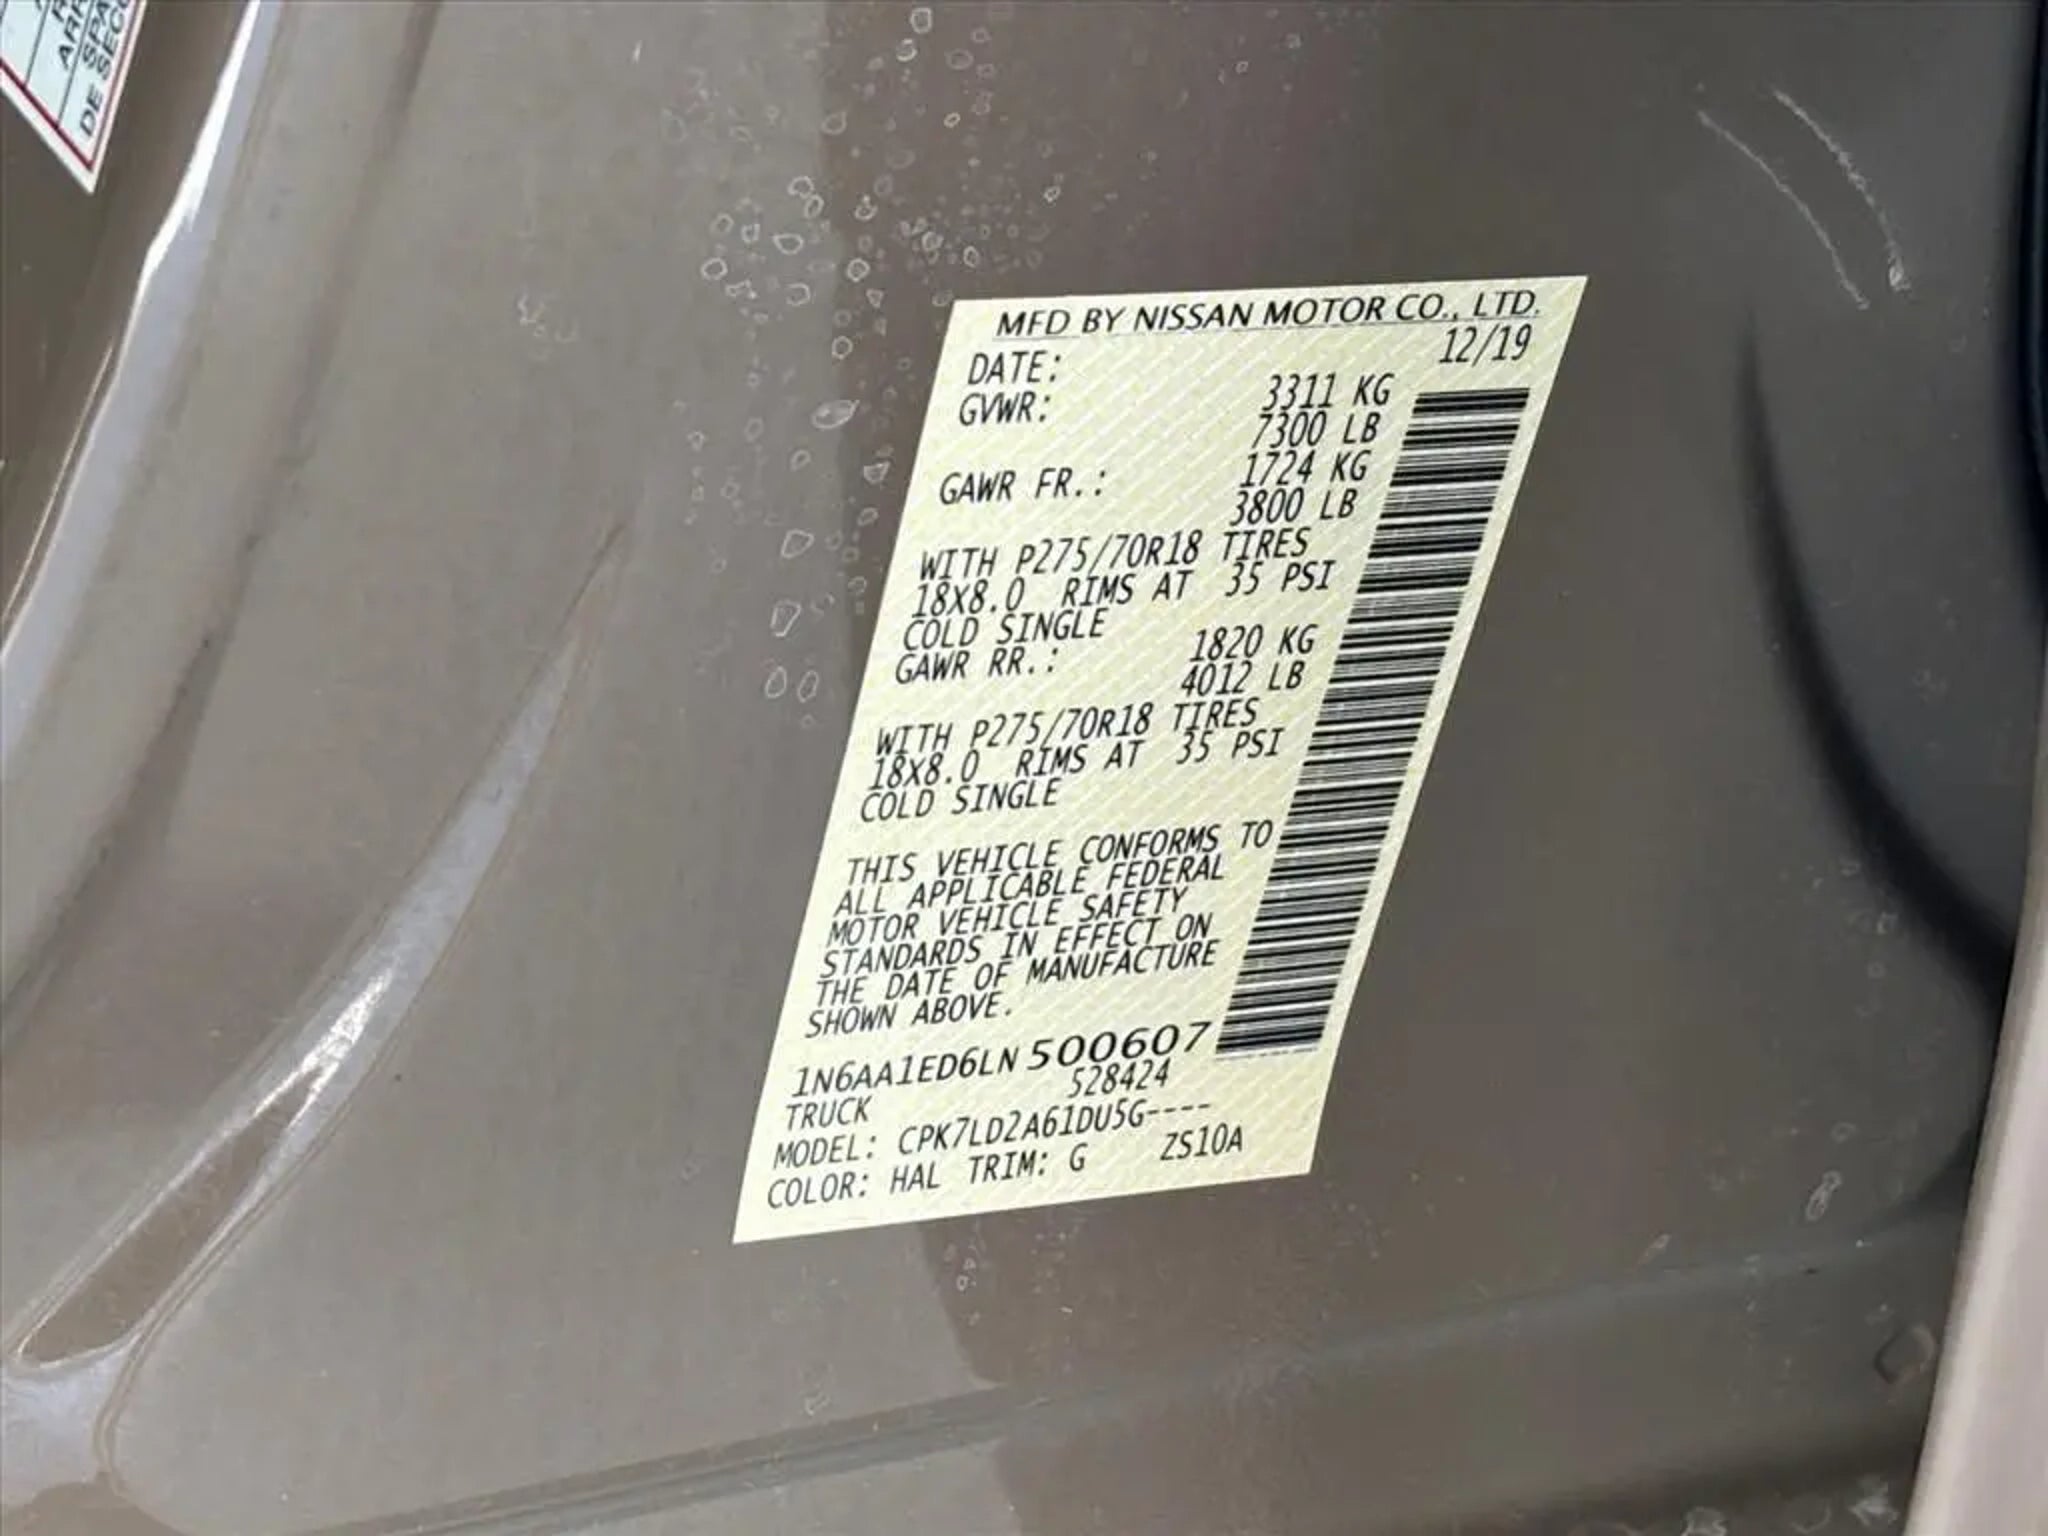 ARR
SPA
DE SECO
MFD BY NISSAN MOTOR CO., LTD.
DATE: 12/19
GVWR: 3311 KG
7300 LB
GAWR FR.: 1724 KG
3800 LB
WITH P275/70R18 TIRES
18X8.0 RIMS AT 35 PSI
COLD SINGLE
GAWR RR.: 1820 KG
4012 LB
WITH P275/70R18 TIRES
18X8.0 RIMS AT 35 PSI
COLD SINGLE
THIS VEHICLE CONFORMS TO
ALL APPLICABLE FEDERAL
MOTOR VEHICLE SAFETY
STANDARDS IN EFFECT ON
THE DATE OF MANUFACTURE
SHOWN ABOVE.
1N6AA1ED6LN 500607
TRUCK 528424
MODEL: CPK7LD2A61DU5G----
COLOR: HAL TRIM: G ZS10A